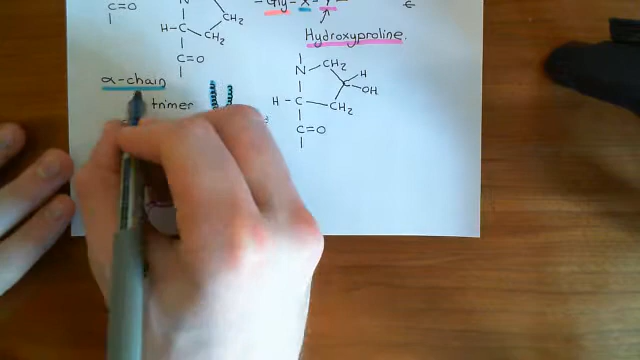 C=O
N
CH₂
H-C
CH₂
C=O
- Gly - X - Y -
Hydroxyproline.
N
CH₂
H
OH
H-C
CH₂
C=O
α-chain
trimer